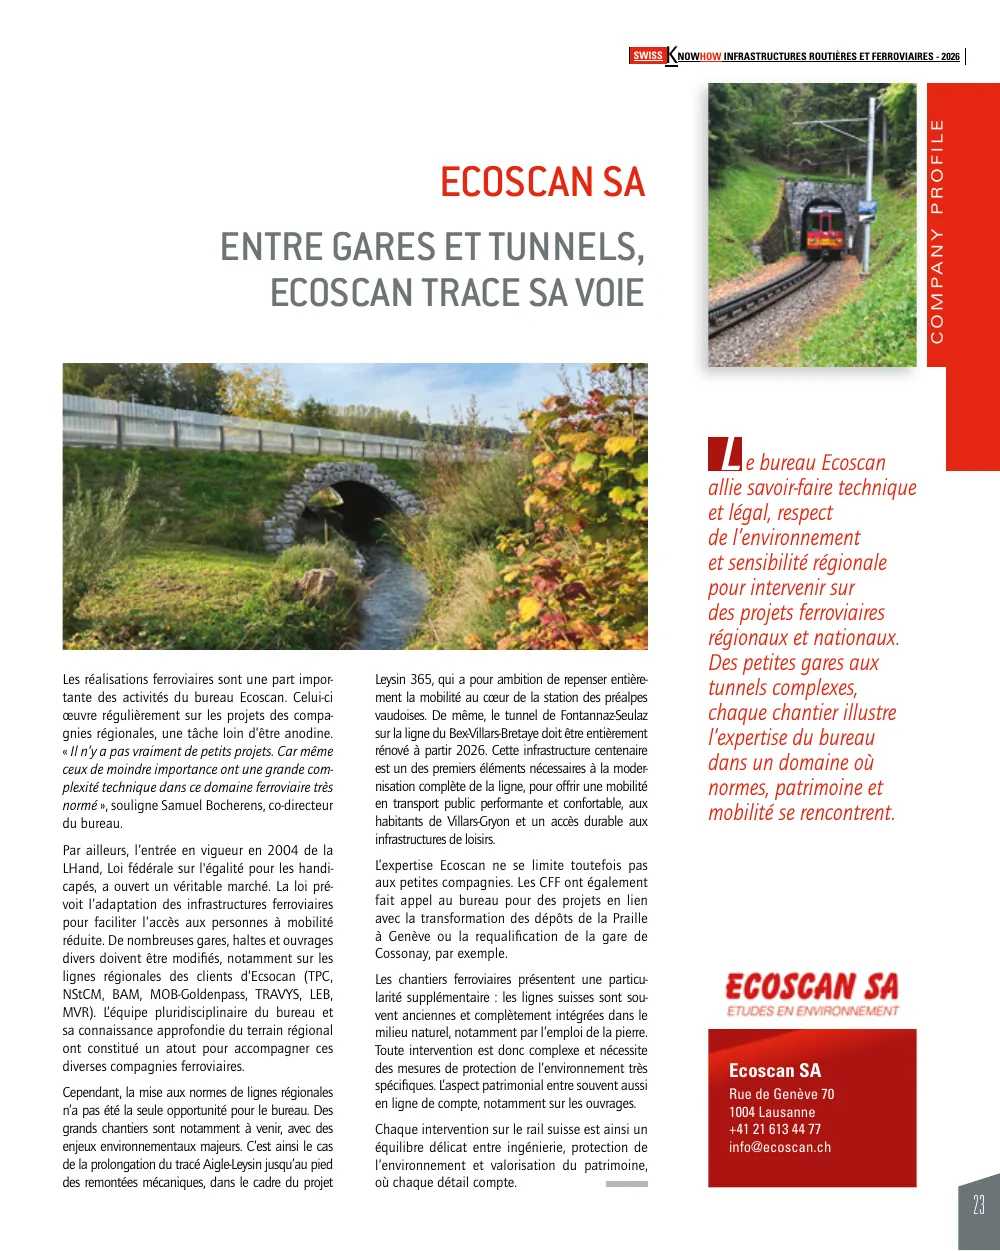 SWISS KNOWHOW INFRASTRUCTURES ROUTIÈRES ET FERROVIAIRES - 2026
COMPANY PROFILE
ECOSCAN SA
ENTRE GARES ET TUNNELS,
ECOSCAN TRACE SA VOIE
Les réalisations ferroviaires sont une part impor-
tante des activités du bureau Ecoscan. Celui-ci
œuvre régulièrement sur les projets des compa-
gnies régionales, une tâche loin d’être anodine.
« Il n’y a pas vraiment de petits projets. Car même
ceux de moindre importance ont une grande com-
plexité technique dans ce domaine ferroviaire très
normé », souligne Samuel Bocherens, co-directeur
du bureau.
Par ailleurs, l’entrée en vigueur en 2004 de la
LHand, Loi fédérale sur l'égalité pour les handi-
capés, a ouvert un véritable marché. La loi pré-
voit l’adaptation des infrastructures ferroviaires
pour faciliter l’accès aux personnes à mobilité
réduite. De nombreuses gares, haltes et ouvrages
divers doivent être modifiés, notamment sur les
lignes régionales des clients d’Ecsocan (TPC,
NStCM, BAM, MOB-Goldenpass, TRAVYS, LEB,
MVR). L’équipe pluridisciplinaire du bureau et
sa connaissance approfondie du terrain régional
ont constitué un atout pour accompagner ces
diverses compagnies ferroviaires.
Cependant, la mise aux normes de lignes régionales
n’a pas été la seule opportunité pour le bureau. Des
grands chantiers sont notamment à venir, avec des
enjeux environnementaux majeurs. C’est ainsi le cas
de la prolongation du tracé Aigle-Leysin jusqu’au pied
des remontées mécaniques, dans le cadre du projet
Leysin 365, qui a pour ambition de repenser entière-
ment la mobilité au cœur de la station des préalpes
vaudoises. De même, le tunnel de Fontannaz-Seulaz
sur la ligne du Bex-Villars-Bretaye doit être entièrement
rénové à partir 2026. Cette infrastructure centenaire
est un des premiers éléments nécessaires à la moder-
nisation complète de la ligne, pour offrir une mobilité
en transport public performante et confortable, aux
habitants de Villars-Gryon et un accès durable aux
infrastructures de loisirs.
L’expertise Ecoscan ne se limite toutefois pas
aux petites compagnies. Les CFF ont également
fait appel au bureau pour des projets en lien
avec la transformation des dépôts de la Praille
à Genève ou la requalification de la gare de
Cossonay, par exemple.
Les chantiers ferroviaires présentent une particu-
larité supplémentaire : les lignes suisses sont sou-
vent anciennes et complètement intégrées dans le
milieu naturel, notamment par l’emploi de la pierre.
Toute intervention est donc complexe et nécessite
des mesures de protection de l’environnement très
spécifiques. L’aspect patrimonial entre souvent aussi
en ligne de compte, notamment sur les ouvrages.
Chaque intervention sur le rail suisse est ainsi un
équilibre délicat entre ingénierie, protection de
l’environnement et valorisation du patrimoine,
où chaque détail compte.
Le bureau Ecoscan
allie savoir-faire technique
et légal, respect
de l’environnement
et sensibilité régionale
pour intervenir sur
des projets ferroviaires
régionaux et nationaux.
Des petites gares aux
tunnels complexes,
chaque chantier illustre
l’expertise du bureau
dans un domaine où
normes, patrimoine et
mobilité se rencontrent.
ECOSCAN SA
ETUDES EN ENVIRONNEMENT
Ecoscan SA
Rue de Genève 70
1004 Lausanne
+41 21 613 44 77
info@ecoscan.ch
23